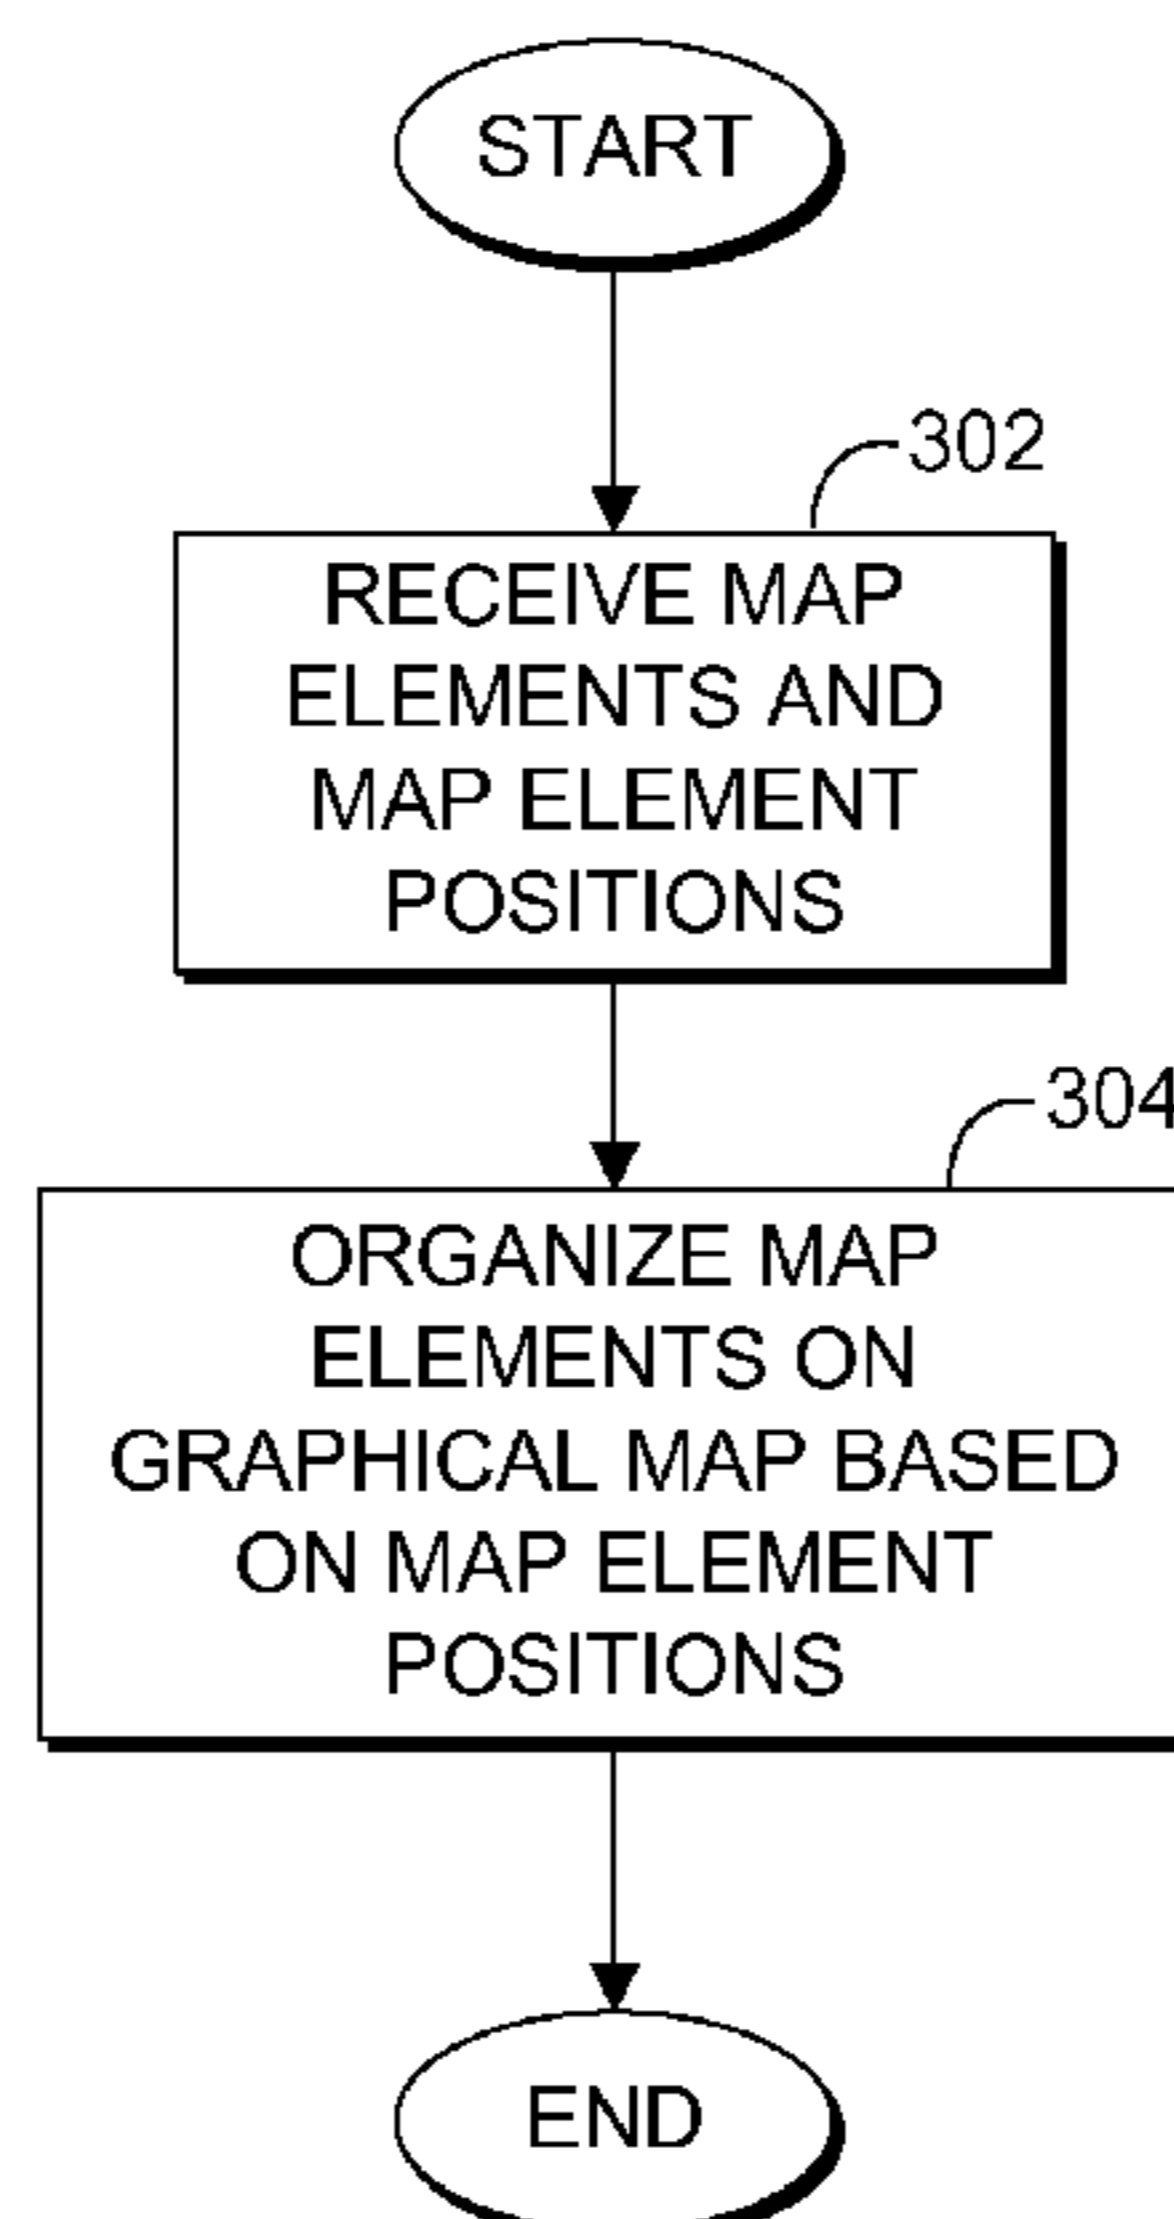 START
302
RECEIVE MAP
ELEMENTS AND
MAP ELEMENT
POSITIONS
304
ORGANIZE MAP
ELEMENTS ON
GRAPHICAL MAP BASED
ON MAP ELEMENT
POSITIONS
END